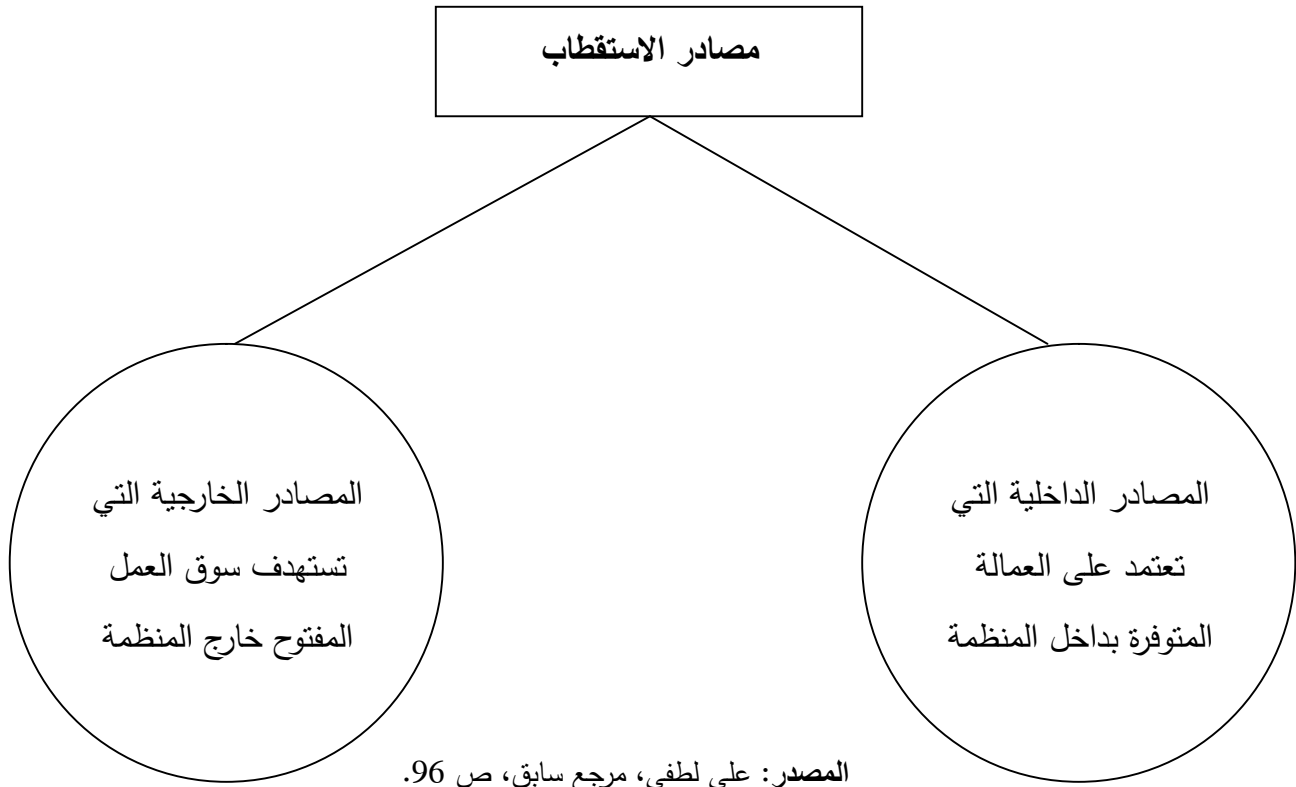 مصادر الاستقطاب
المصادر الداخلية التي
تعتمد على العمالة
المتوفرة بداخل المنظمة
المصادر الخارجية التي
تستهدف سوق العمل
المفتوح خارج المنظمة
المصدر: على لطفي، مرجع سابق، ص 96.